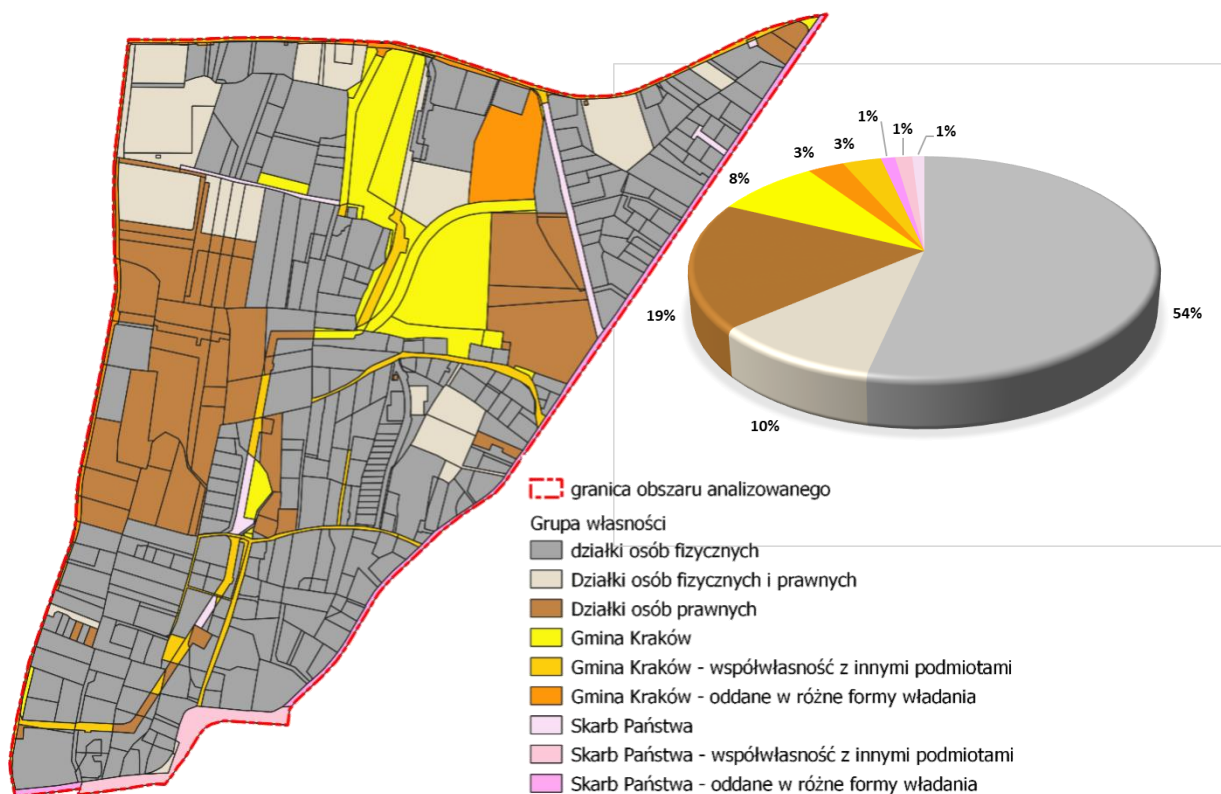 1%
1%
1%
3%
3%
8%
19%
54%
10%
granica obszaru analizowanego
Grupa własności
działki osób fizycznych
Działki osób fizycznych i prawnych
Działki osób prawnych
Gmina Kraków
Gmina Kraków - współwłasność z innymi podmiotami
Gmina Kraków - oddane w różne formy władania
Skarb Państwa
Skarb Państwa - współwłasność z innymi podmiotami
Skarb Państwa - oddane w różne formy władania